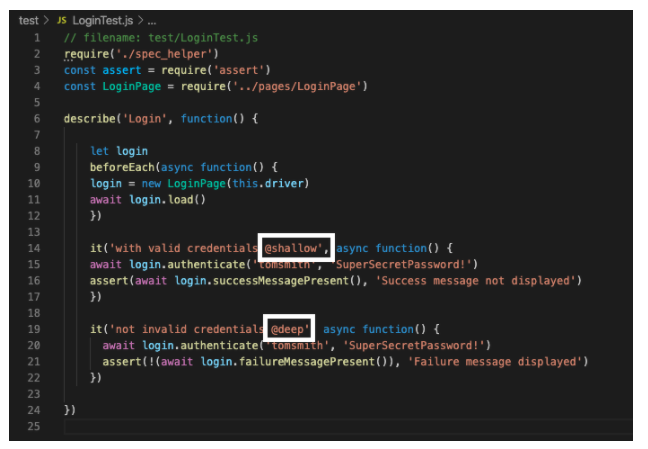 test > JS LoginTest.js > ...
1 // filename: test/LoginTest.js
2 require('./spec_helper')
3 const assert = require('assert')
4 const LoginPage = require('../pages/LoginPage')
5
6 describe('Login', function() {
7
8 let login
9 beforeEach(async function() {
10 login = new LoginPage(this.driver)
11 await login.load()
12 })
13
14 it('with valid credentials @shallow', async function() {
15 await login.authenticate('tomsmith', 'SuperSecretPassword!')
16 assert(await login.successMessagePresent(), 'Success message not displayed')
17 })
18
19 it('not invalid credentials @deep' async function() {
20 await login.authenticate('tomsmith', 'SuperSecretPassword!')
21 assert(!(await login.failureMessagePresent()), 'Failure message displayed')
22 })
23
24 })
25